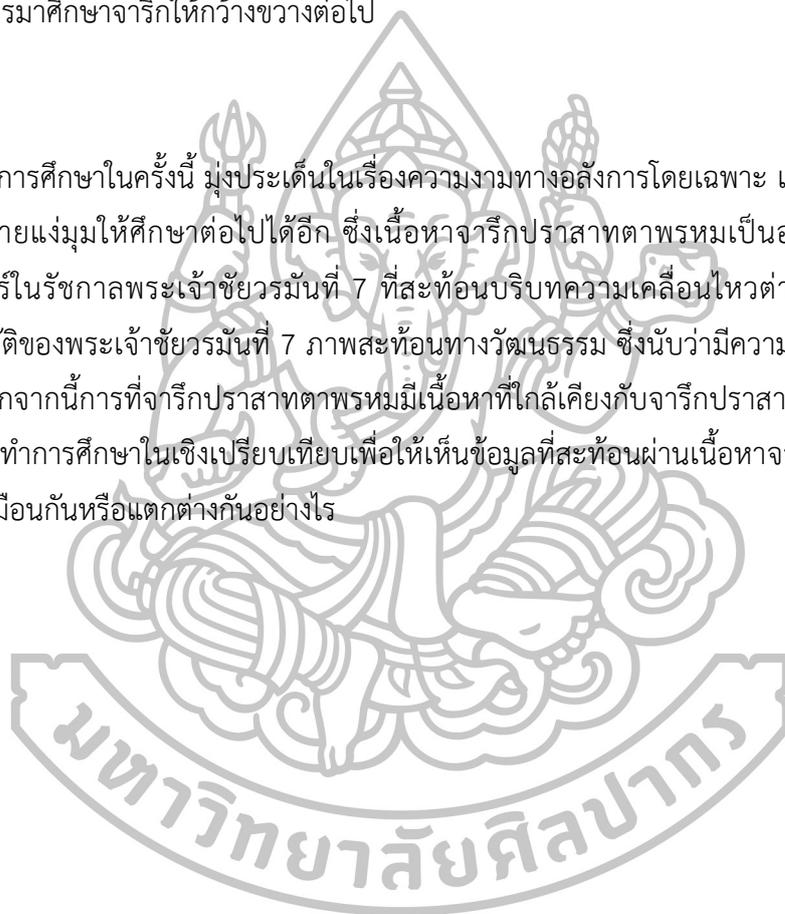 รมาศึกษาจารึกให้กว้างขวางต่อไป
การศึกษาในครั้งนี้ มุ่งประเด็นในเรื่องความงามทางอลังการโดยเฉพาะ
ายแง่มุมให้ศึกษาต่อไปได้อีก ซึ่งเนื้อหาจารึกปราสาทตาพรหมเป็นอ
ร์ในรัชกาลพระเจ้าชัยวรมันที่ 7 ที่สะท้อนบริบทความเคลื่อนไหวต่า
ัติของพระเจ้าชัยวรมันที่ 7 ภาพสะท้อนทางวัฒนธรรม ซึ่งนับว่ามีความ
กจากนี้การที่จารึกปราสาทตาพรหมมีเนื้อหาที่ใกล้เคียงกับจารึกปราสา
ทำการศึกษาในเชิงเปรียบเทียบเพื่อให้เห็นข้อมูลที่สะท้อนผ่านเนื้อหาจา
มือนกันหรือแตกต่างกันอย่างไร
มหาวิทยาลัยศิลปากร